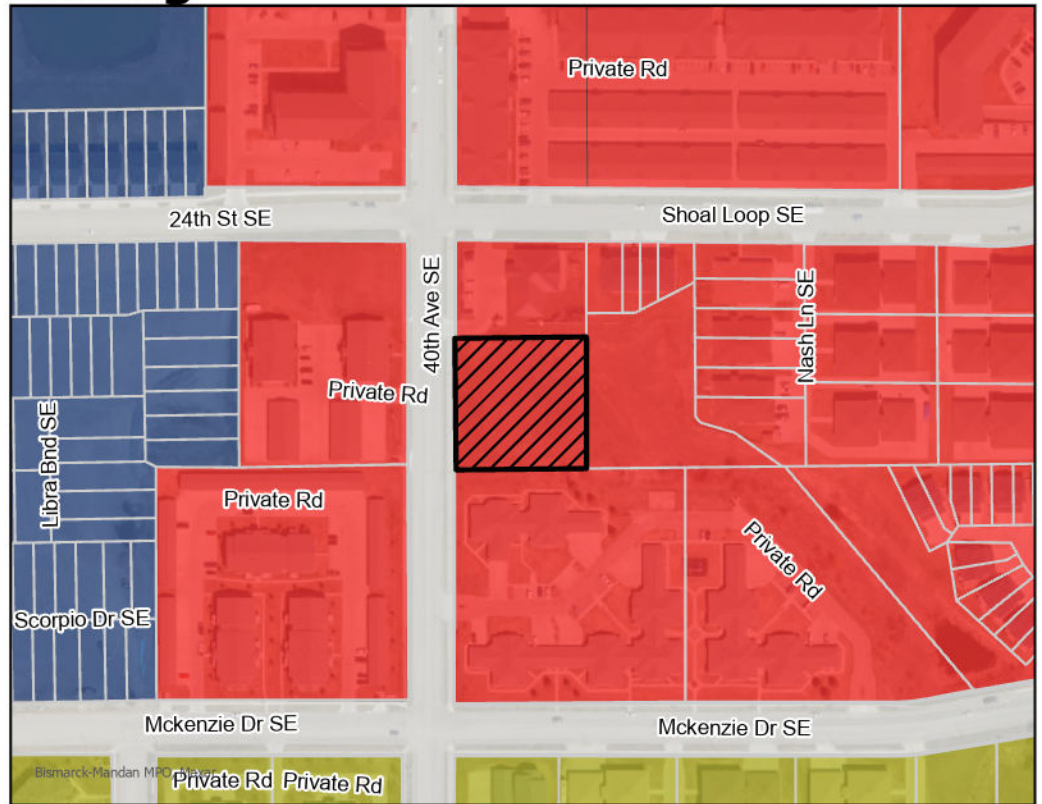 Private Rd
24th St SE
Shoal Loop SE
40th Ave SE
Nash Ln SE
Private Rd
Libra Bnd SE
Private Rd
Private Rd
Scorpio Dr SE
Mckenzie Dr SE
Mckenzie Dr SE
Bismarck-Mandan MPO, Maxar
Private Rd
Private Rd